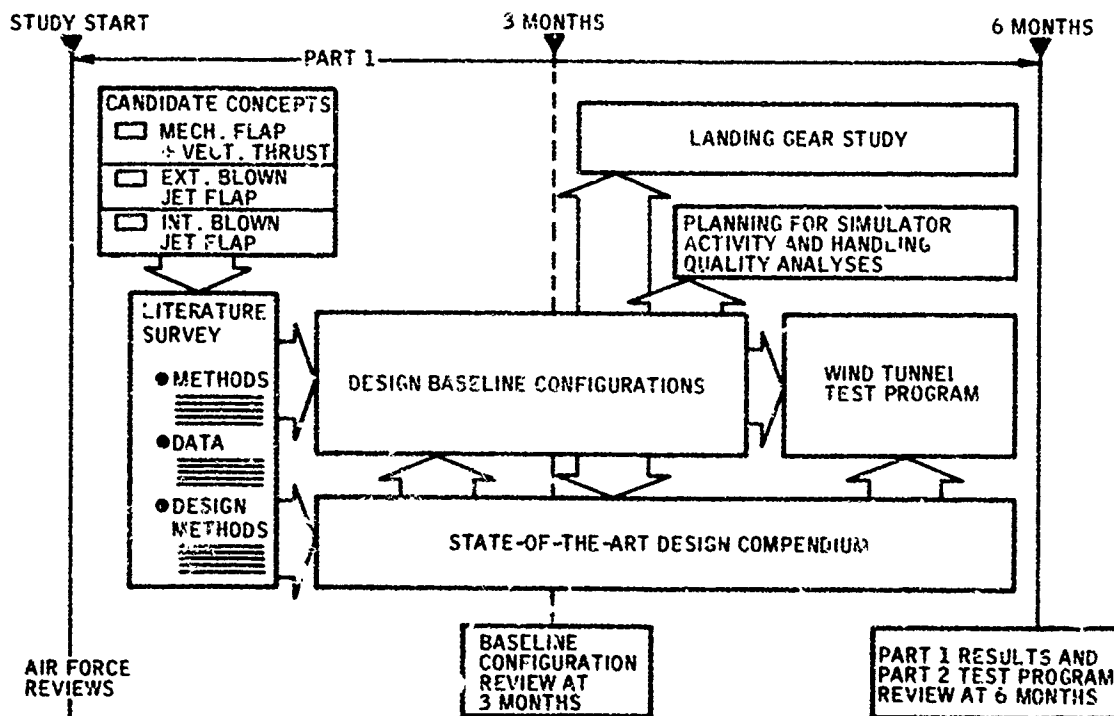 STUDY START
3 MONTHS
6 MONTHS
PART 1
CANDIDATE CONCEPTS
MECH. FLAP
+ VECT. THRUST
EXT. BLOWN
JET FLAP
INT. BLOWN
JET FLAP
LANDING GEAR STUDY
PLANNING FOR SIMULATOR
ACTIVITY AND HANDLING
QUALITY ANALYSES
LITERATURE
SURVEY
● METHODS
● DATA
● DESIGN
METHODS
DESIGN BASELINE CONFIGURATIONS
WIND TUNNEL
TEST PROGRAM
STATE-OF-THE-ART DESIGN COMPENDIUM
AIR FORCE
REVIEWS
BASELINE
CONFIGURATION
REVIEW AT
3 MONTHS
PART 1 RESULTS AND
PART 2 TEST PROGRAM
REVIEW AT 6 MONTHS